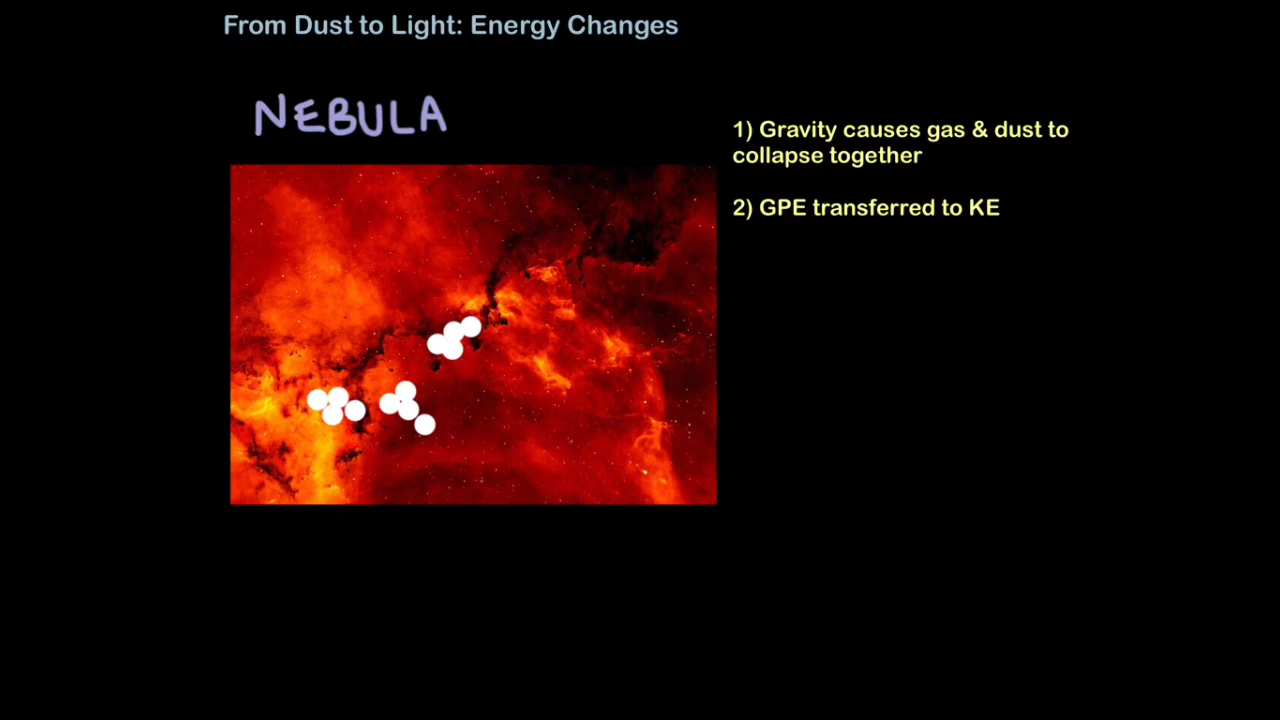 From Dust to Light: Energy Changes
NEBULA
1) Gravity causes gas & dust to
collapse together
2) GPE transferred to KE